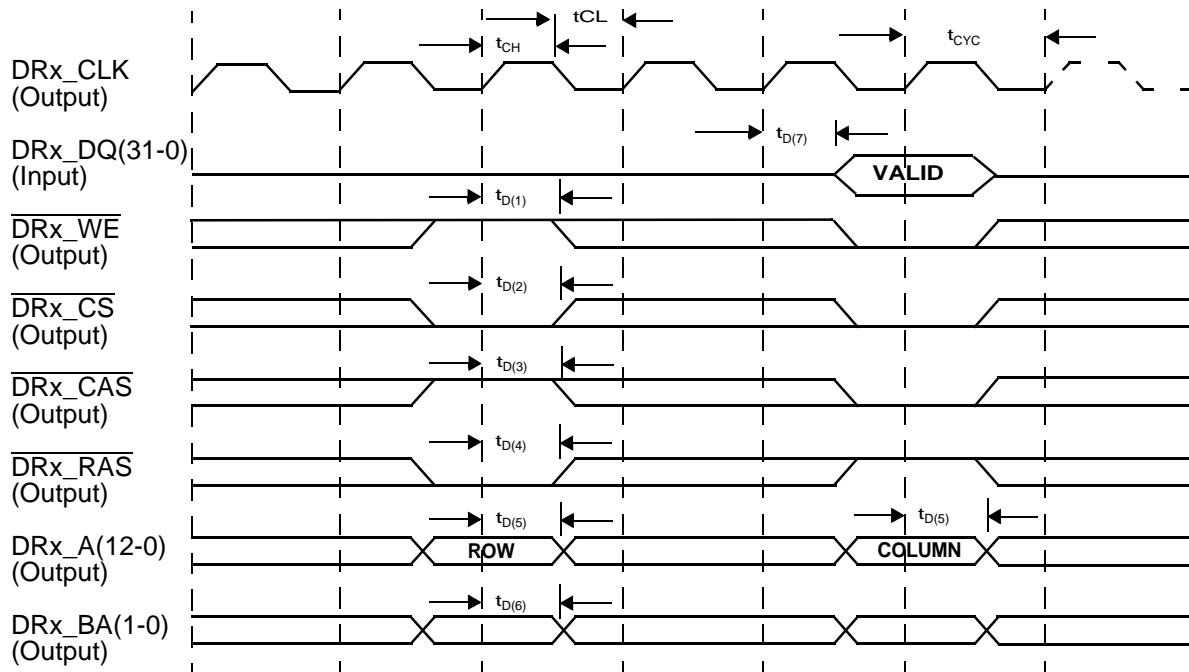 tCL
tCH
tCYC
DRx_CLK
(Output)
tD(7)
DRx_DQ(31-0)
(Input)
VALID
tD(1)
DRx_WE
(Output)
tD(2)
DRx_CS
(Output)
tD(3)
DRx_CAS
(Output)
tD(4)
DRx_RAS
(Output)
tD(5)
tD(5)
DRx_A(12-0)
(Output)
ROW
COLUMN
tD(6)
DRx_BA(1-0)
(Output)